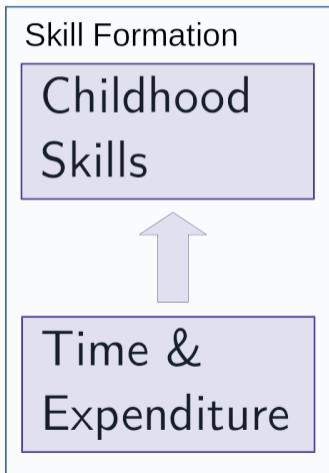 Skill Formation
Childhood
Skills
Time &
Expenditure